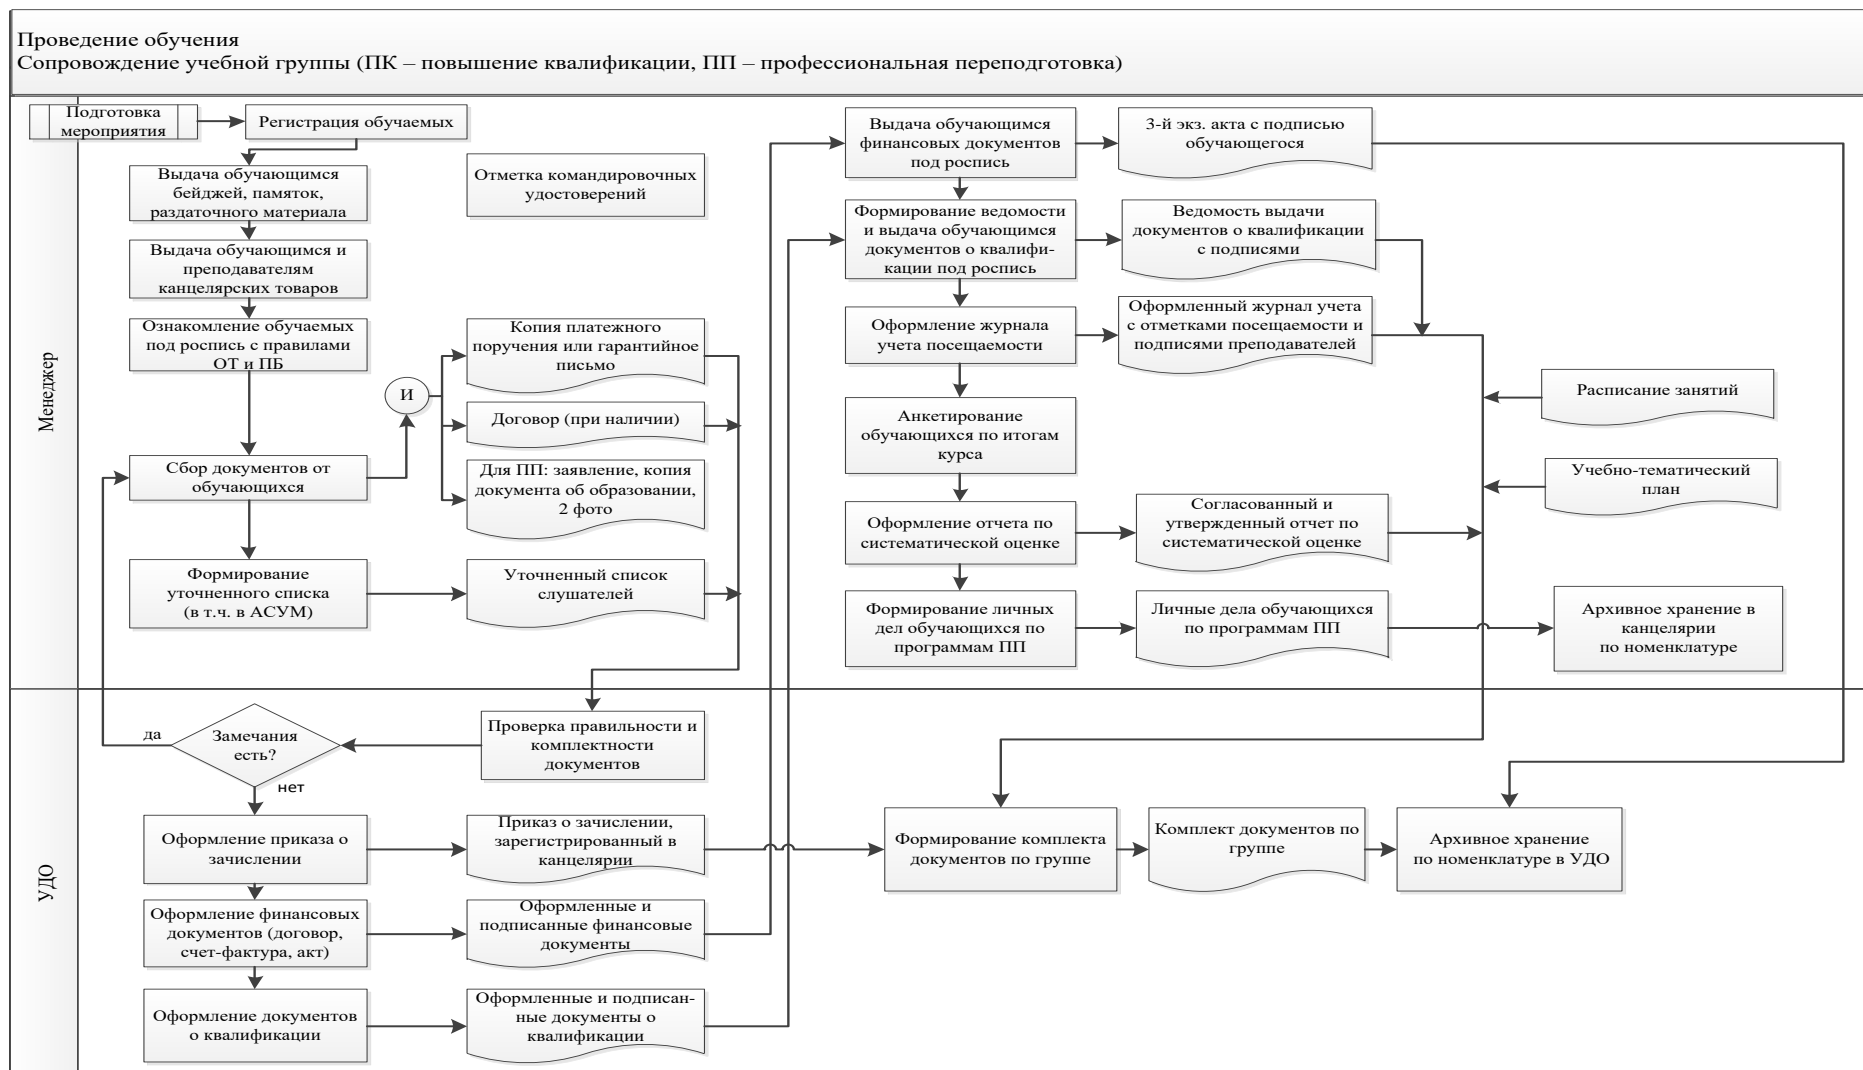 Проведение обучения
Сопровождение учебной группы (ПК – повышение квалификации, ПП – профессиональная переподготовка)
Менеджер
Подготовка
мероприятия
Регистрация обучаемых
Выдача обучающимся
бейджей, памяток,
раздаточного материала
Отметка командировочных
удостоверений
Выдача обучающимся и
преподавателям
канцелярских товаров
Ознакомление обучаемых
под роспись с правилами
ОТ и ПБ
И
Копия платежного
поручения или гарантийное
письмо
Договор (при наличии)
Сбор документов от
обучающихся
Для ПП: заявление, копия
документа об образовании,
2 фото
Формирование
уточненного списка
(в т.ч. в АСУМ)
Уточненный список
слушателей
Выдача обучающимся
финансовых документов
под роспись
3-й экз. акта с подписью
обучающегося
Формирование ведомости
и выдача обучающимся
документов о квалифи-
кации под роспись
Ведомость выдачи
документов о квалификации
с подписями
Оформление журнала
учета посещаемости
Оформленный журнал учета
с отметками посещаемости и
подписями преподавателей
Расписание занятий
Анкетирование
обучающихся по итогам
курса
Учебно-тематический
план
Оформление отчета по
систематической оценке
Согласованный и
утвержденный отчет по
систематической оценке
Формирование личных
дел обучающихся по
программам ПП
Личные дела обучающихся
по программам ПП
Архивное хранение в
канцелярии
по номенклатуре
УДО
да
Замечания
есть?
нет
Проверка правильности и
комплектности
документов
Оформление приказа о
зачислении
Приказ о зачислении,
зарегистрированный в
канцелярии
Формирование комплекта
документов по группе
Комплект документов по
группе
Архивное хранение
по номенклатуре в УДО
Оформление финансовых
документов (договор,
счет-фактура, акт)
Оформленные и
подписанные финансовые
документы
Оформление документов
о квалификации
Оформленные и подписан-
ные документы о
квалификации